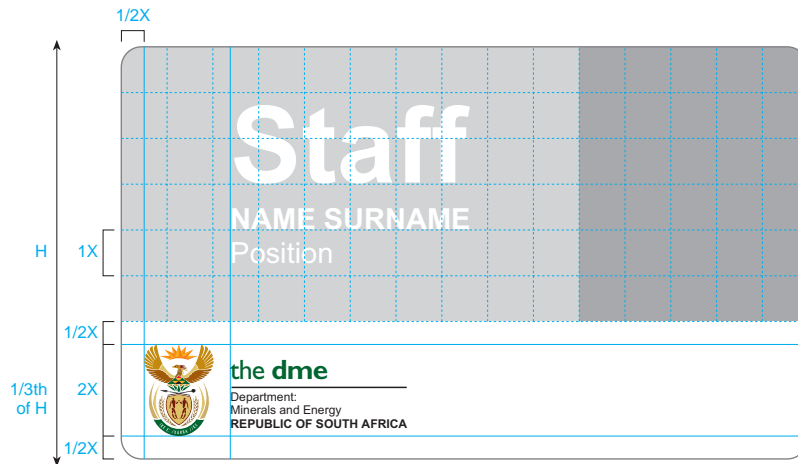 1/2X
Staff
NAME SURNAME
Position
H
1X
1/2X
1/3th
of H
2X
1/2X
the dme
Department:
Minerals and Energy
REPUBLIC OF SOUTH AFRICA